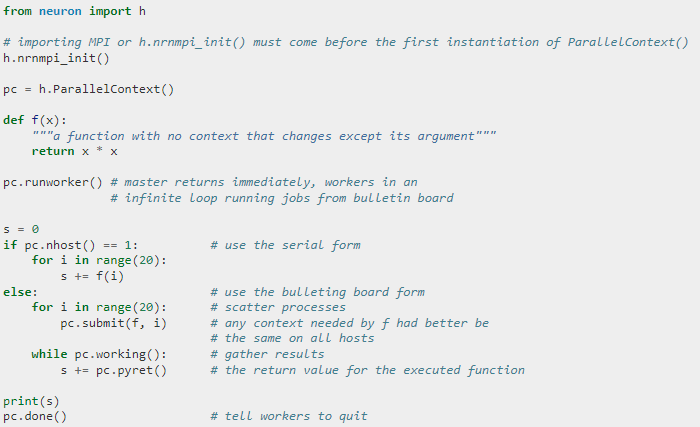 from neuron import h

# importing MPI or h.nrnmpi_init() must come before the first instantiation of ParallelContext()
h.nrnmpi_init()

pc = h.ParallelContext()

def f(x):
    """a function with no context that changes except its argument"""
    return x * x

pc.runworker() # master returns immediately, workers in an
               # infinite loop running jobs from bulletin board

s = 0
if pc.nhost() == 1:          # use the serial form
    for i in range(20):
        s += f(i)
else:                        # use the bulleting board form
    for i in range(20):      # scatter processes
        pc.submit(f, i)      # any context needed by f had better be
                             # the same on all hosts
    while pc.working():      # gather results
        s += pc.pyret()      # the return value for the executed function

print(s)
pc.done()                    # tell workers to quit